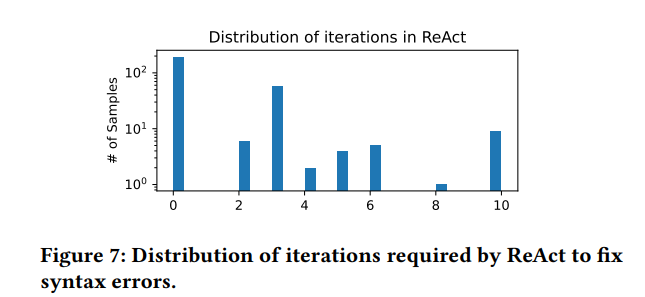 Distribution of iterations in ReAct
# of Samples
10²
10¹
10⁰
0 2 4 6 8 10
Figure 7: Distribution of iterations required by ReAct to fix
syntax errors.